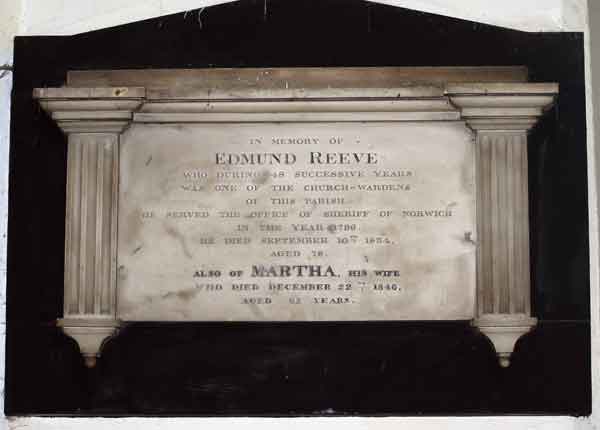 IN MEMORY OF
EDMUND REEVE
WHO DURING 48 SUCCESSIVE YEARS
WAS ONE OF THE CHURCH-WARDENS
OF THIS PARISH.
HE SERVED THE OFFICE OF SHERIFF OF NORWICH
IN THE YEAR
HE DIED SEPTEMBER 10TH 1834,
AGED 78.
ALSO OF MARTHA, HIS WIFE
WHO DIED DECEMBER 22ND 1846,
AGED YEARS.